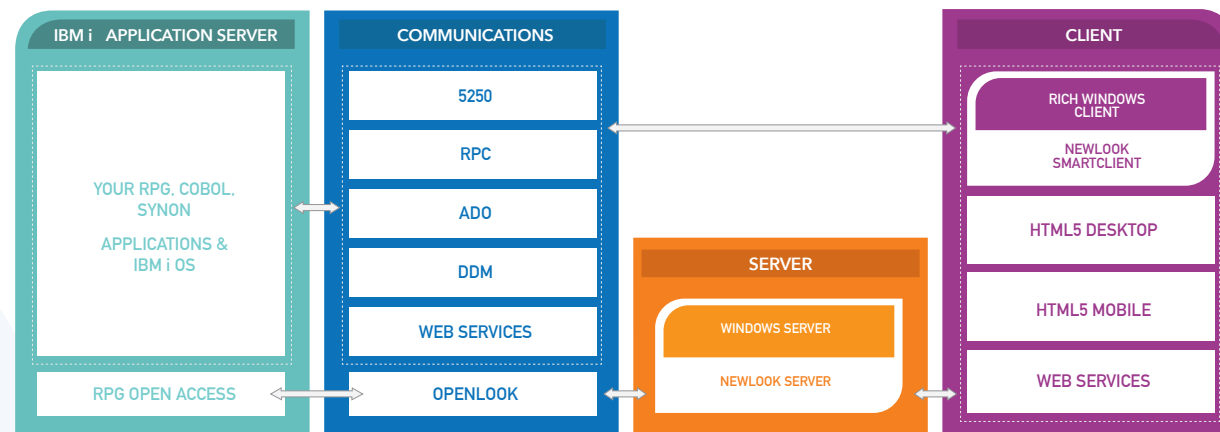 IBM i APPLICATION SERVER
YOUR RPG, COBOL,
SYNON
APPLICATIONS &
IBM i OS
RPG OPEN ACCESS
COMMUNICATIONS
5250
RPC
ADO
DDM
WEB SERVICES
OPENLOOK
SERVER
WINDOWS SERVER
NEWLOOK SERVER
CLIENT
RICH WINDOWS
CLIENT
NEWLOOK
SMARTCLIENT
HTML5 DESKTOP
HTML5 MOBILE
WEB SERVICES